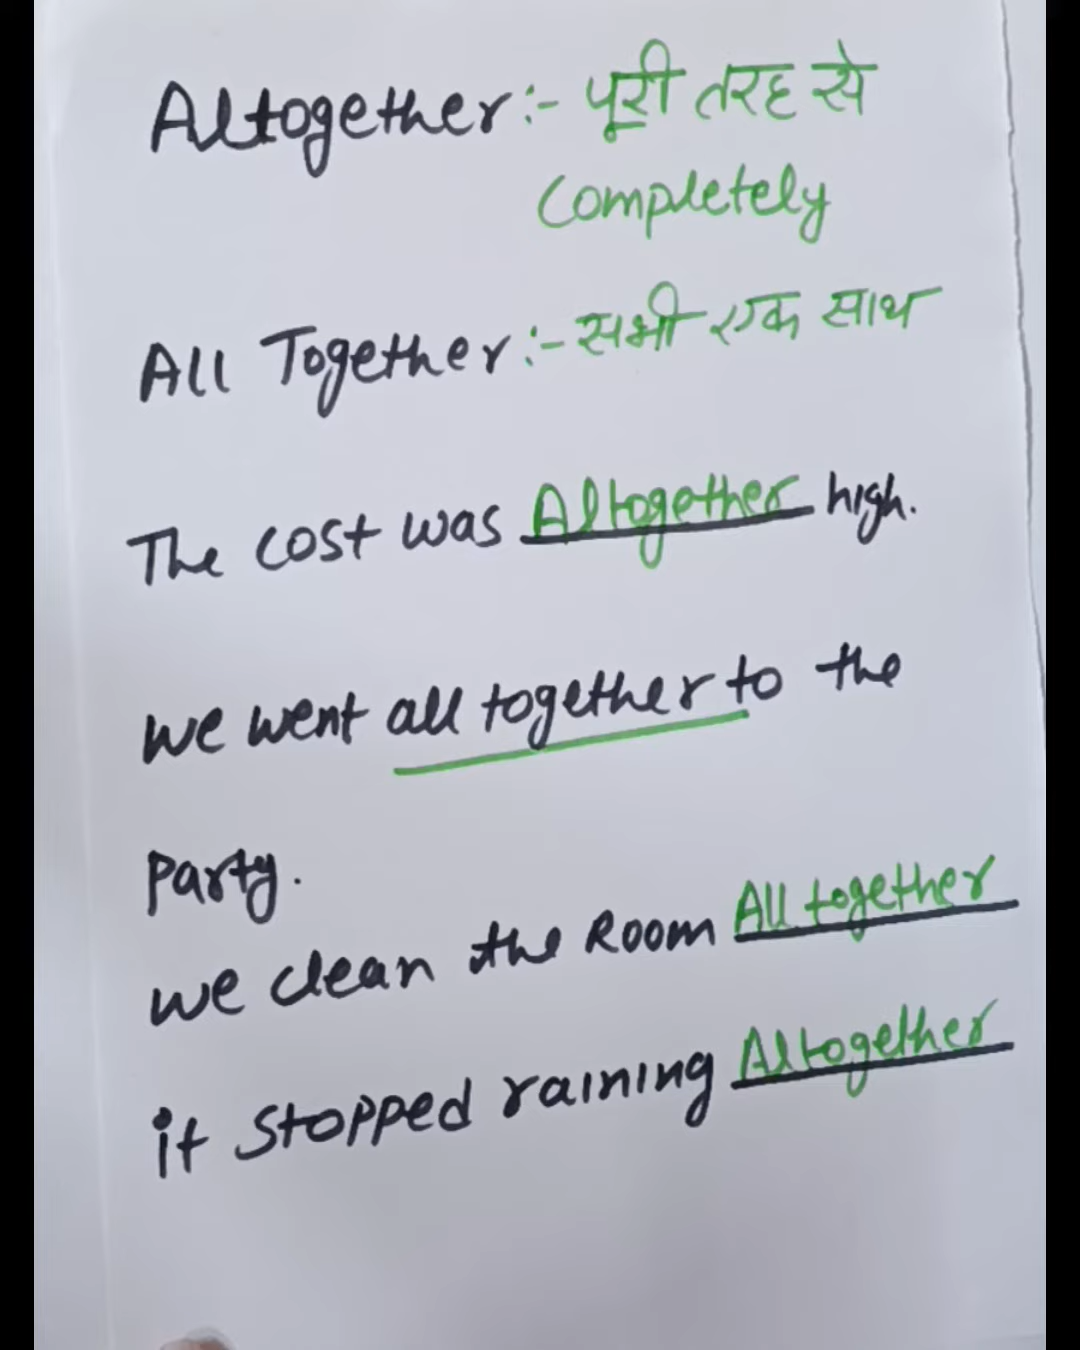 Altogether :- पूरी तरह से
Completely
All Together :- सभी एक साथ
The cost was Altogether high.
we went all together to the
Party.
we clean the Room All together
it stopped raining Altogether